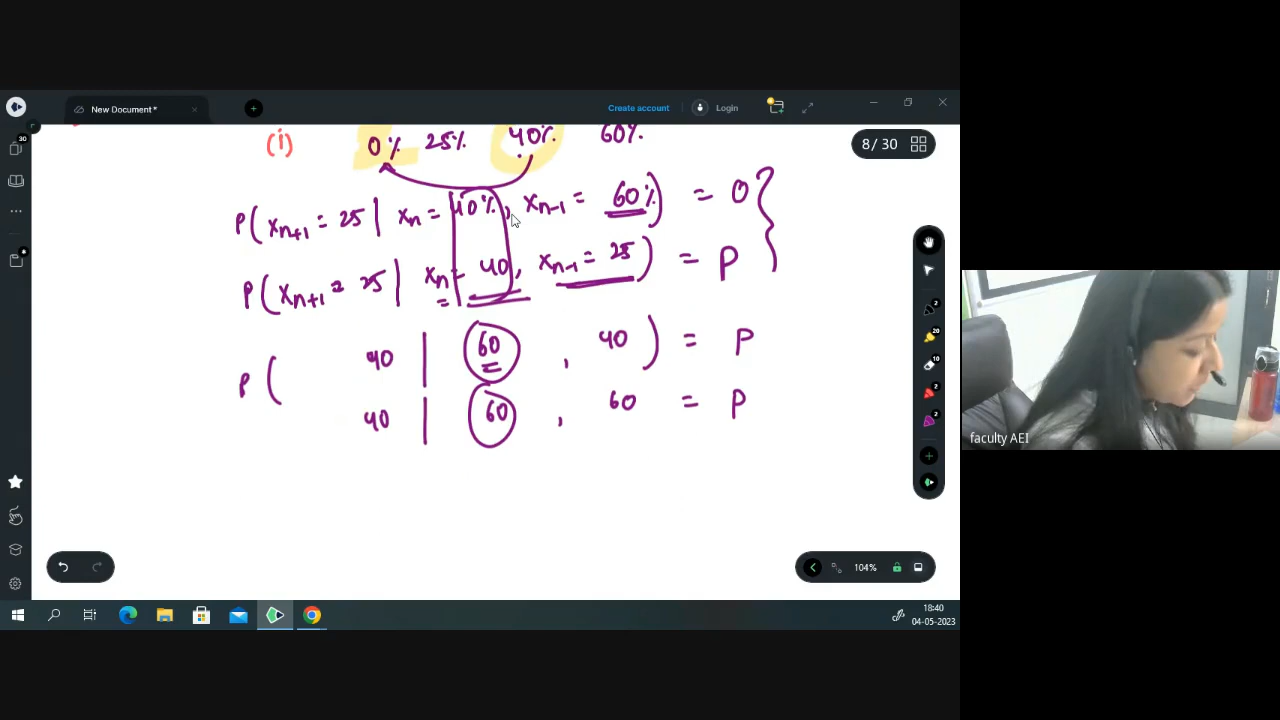 New Document*
Create account
Login
30
8 / 30
(i) 0% 25% 40% 60%
P(Xn+1 = 25 | Xn = 40%, Xn-1 = 60%) = 0
P(Xn+1 = 25 | Xn = 40, Xn-1 = 25) = P
P( 40 | 60, 40) = P
40 | 60, 60 = P
faculty AEI
104%
18:40
04-05-2023